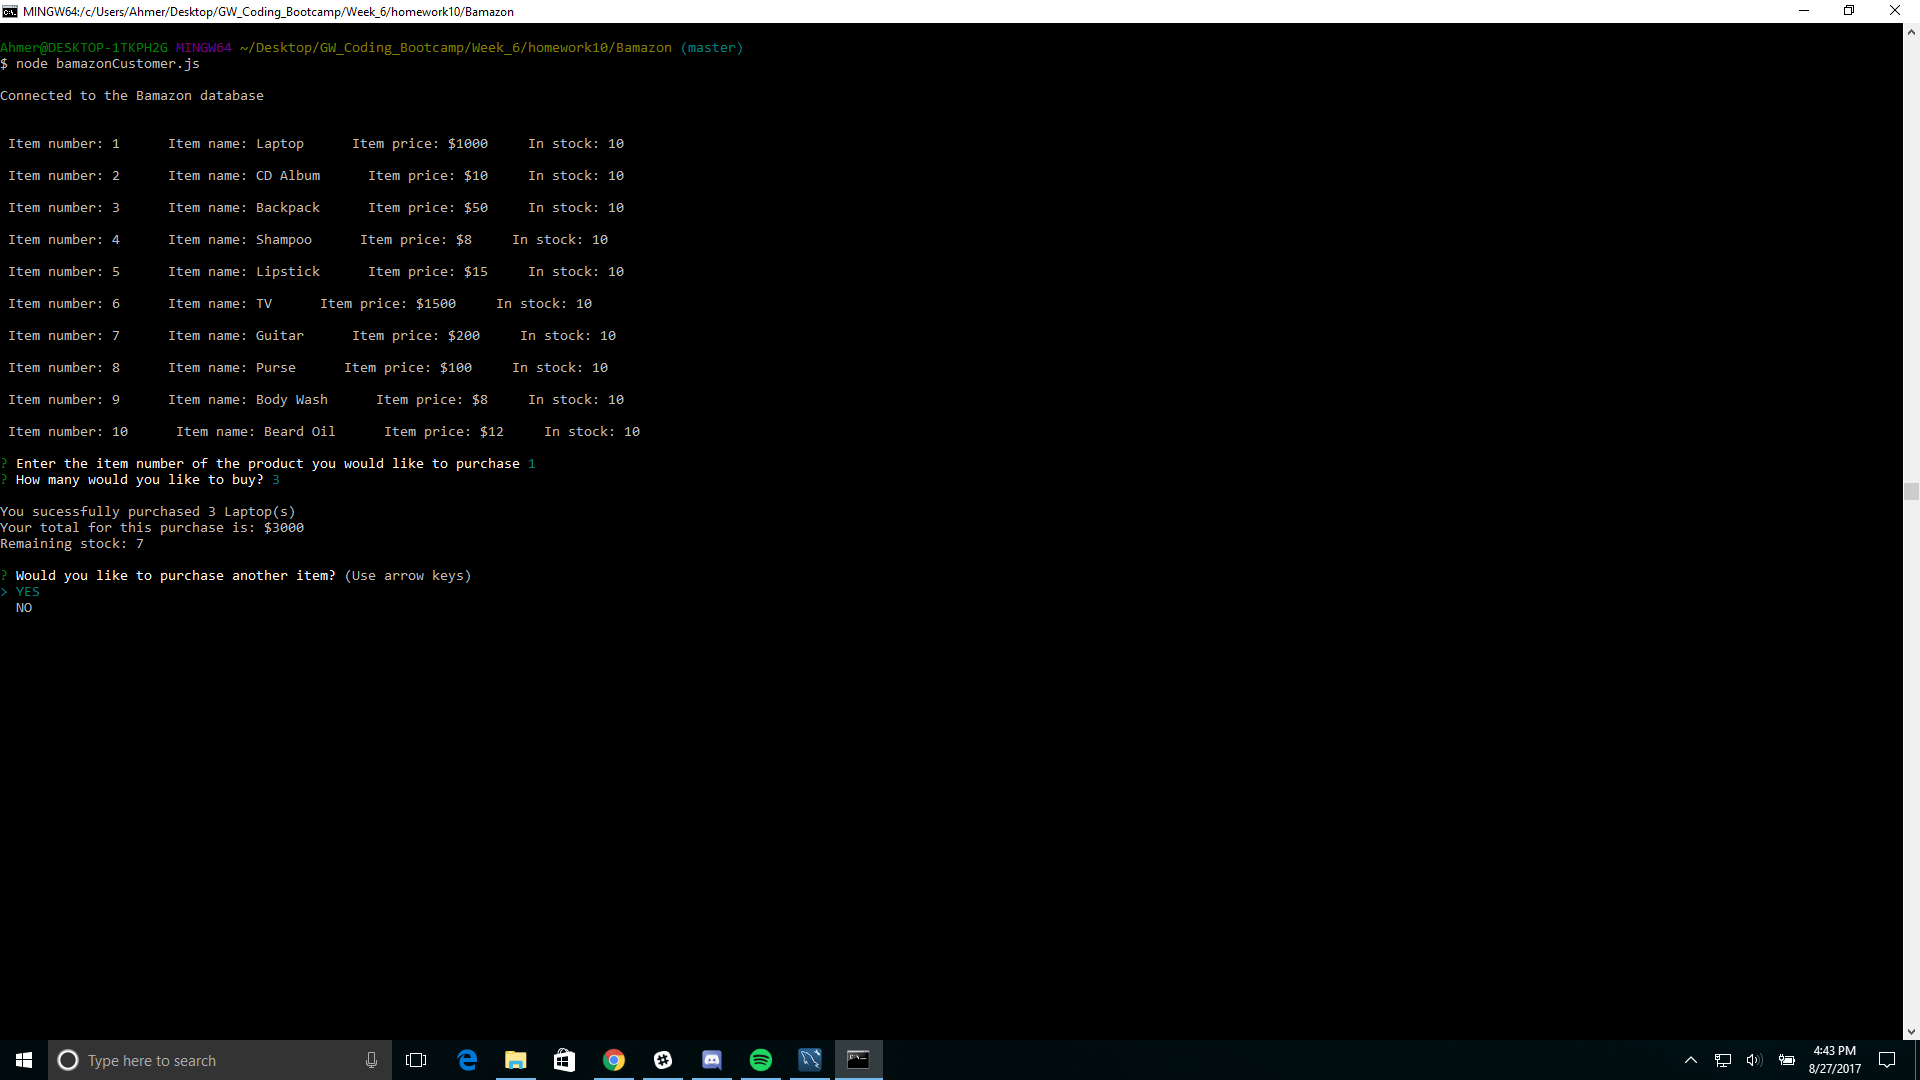 MINGW64:/c/Users/Ahmer/Desktop/GW_Coding_Bootcamp/Week_6/homework10/Bamazon
Ahmer@DESKTOP-1TKPH2G MINGW64 ~/Desktop/GW_Coding_Bootcamp/Week_6/homework10/Bamazon (master)
$ node bamazonCustomer.js
Connected to the Bamazon database
Item number: 1      Item name: Laptop      Item price: $1000     In stock: 10
Item number: 2      Item name: CD Album      Item price: $10     In stock: 10
Item number: 3      Item name: Backpack      Item price: $50     In stock: 10
Item number: 4      Item name: Shampoo      Item price: $8     In stock: 10
Item number: 5      Item name: Lipstick      Item price: $15     In stock: 10
Item number: 6      Item name: TV      Item price: $1500     In stock: 10
Item number: 7      Item name: Guitar      Item price: $200     In stock: 10
Item number: 8      Item name: Purse      Item price: $100     In stock: 10
Item number: 9      Item name: Body Wash      Item price: $8     In stock: 10
Item number: 10      Item name: Beard Oil      Item price: $12     In stock: 10
? Enter the item number of the product you would like to purchase 1
? How many would you like to buy? 3
You sucessfully purchased 3 Laptop(s)
Your total for this purchase is: $3000
Remaining stock: 7
? Would you like to purchase another item? (Use arrow keys)
> YES
NO
Type here to search
4:43 PM
8/27/2017